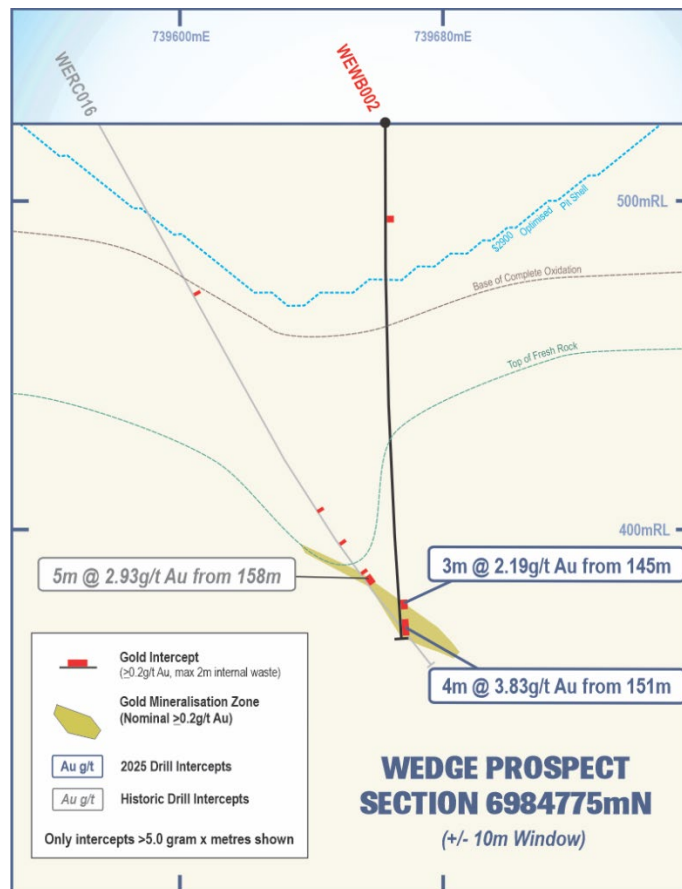 739600mE
739680mE
WERC016
WEWB002
500mRL
$2900 Optimised Pit Shell
Base of Complete Oxidation
Top of Fresh Rock
400mRL
5m @ 2.93g/t Au from 158m
3m @ 2.19g/t Au from 145m
4m @ 3.83g/t Au from 151m
Gold Intercept
(≥0.2g/t Au, max 2m internal waste)
Gold Mineralisation Zone
(Nominal ≥0.2g/t Au)
Au g/t 2025 Drill Intercepts
Au g/t Historic Drill Intercepts
Only intercepts >5.0 gram x metres shown
WEDGE PROSPECT
SECTION 6984775mN
(+/- 10m Window)